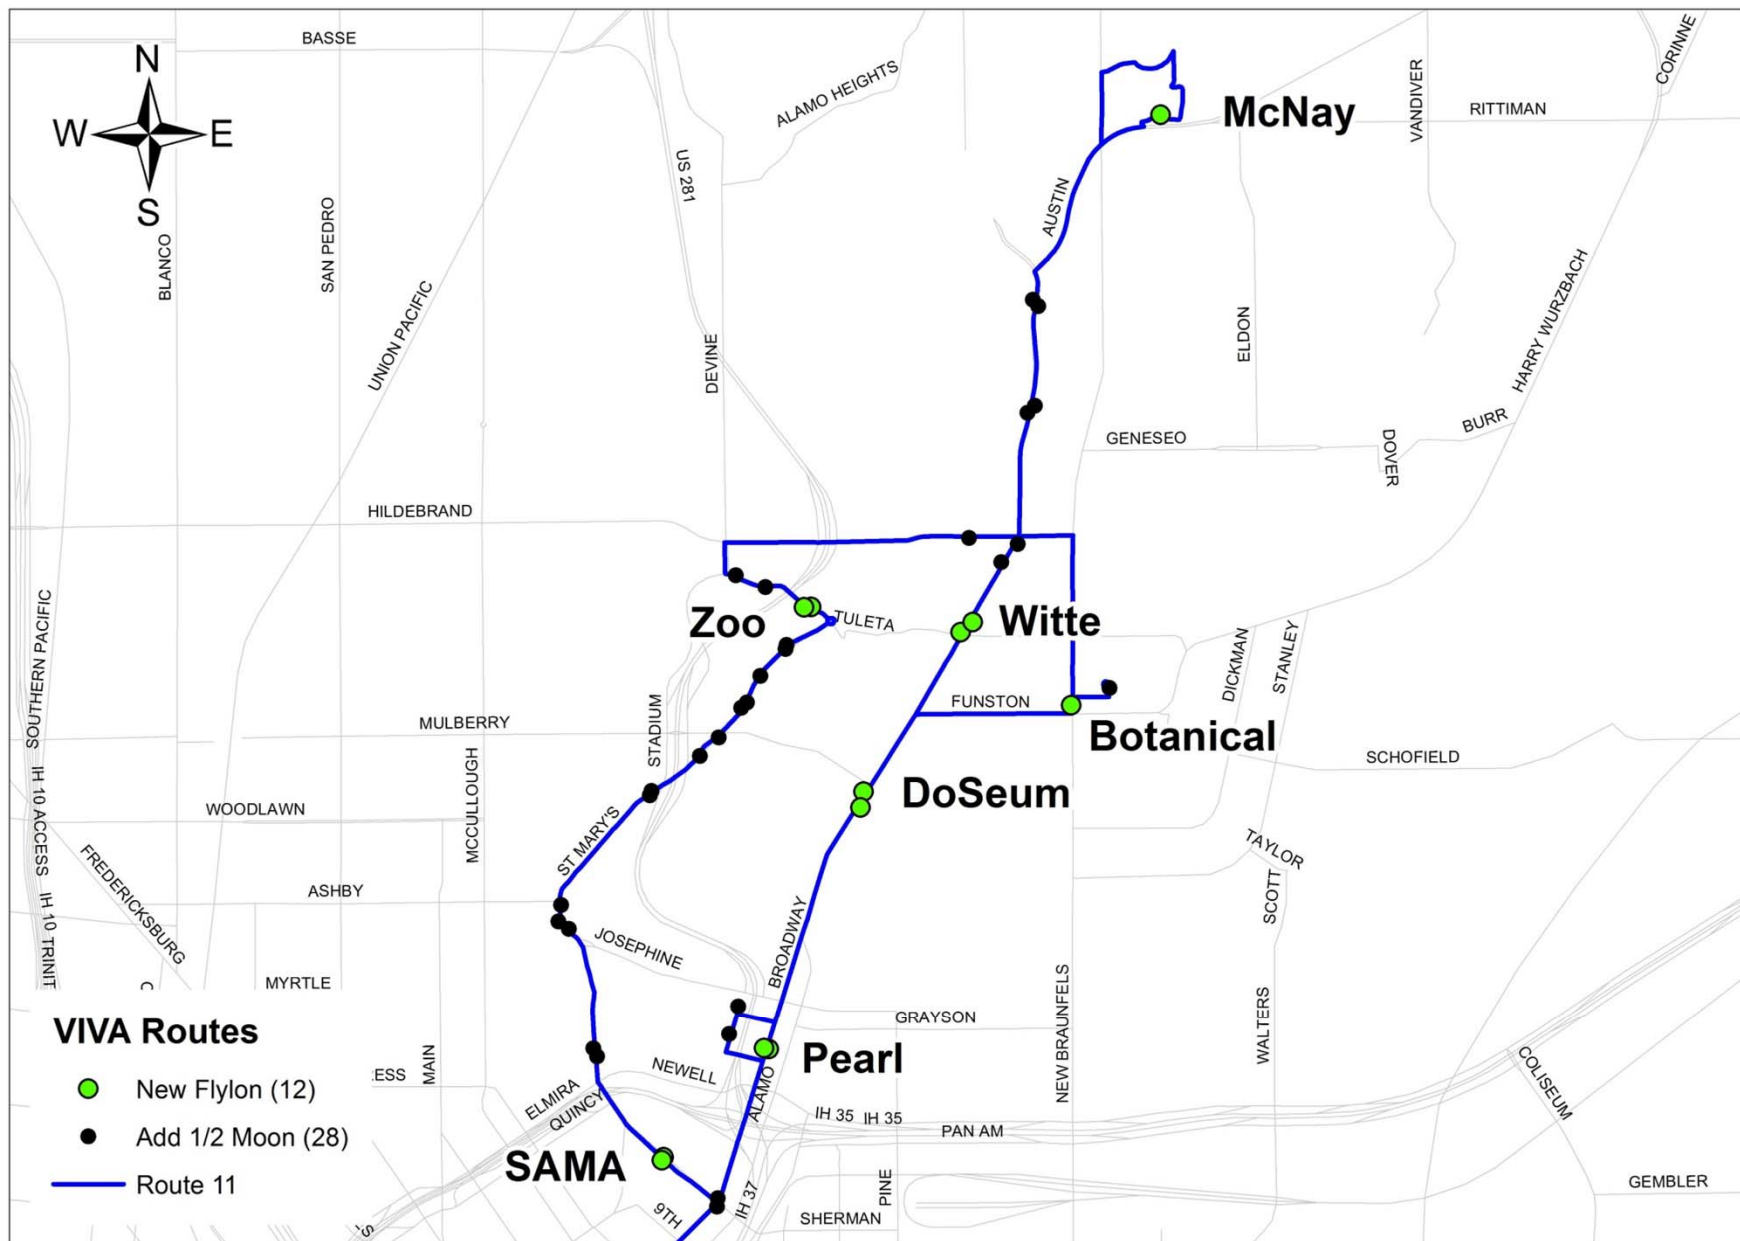 BASSE
N
W E
S
ALAMO HEIGHTS
US 281
McNay
VANDIVER
RITTIMAN
CORINNE
BLANCO
SAN PEDRO
UNION PACIFIC
DEVINE
AUSTIN
ELDON
HARRY WURZBACH
GENESEO
BURR
DOVER
HILDEBRAND
SOUTHERN PACIFIC
Zoo
TULETA
Witte
DICKMAN
STANLEY
MULBERRY
STADIUM
FUNSTON
Botanical
SCHOFIELD
IH 10 ACCESS
WOODLAWN
MCCULLOUGH
DoSeum
ST MARY'S
TAYLOR
FREDERICKSBURG
ASHBY
SCOTT
IH 10 TRINIT
JOSEPHINE
BROADWAY
MYRTLE
C
NEW BRAUNFELS
WALTERS
GRAYSON
VIVA Routes
New Flylon (12)
Add 1/2 Moon (28)
Route 11
RESS
MAIN
ELMIRA
QUINCY
NEWELL
Pearl
ALAMO
IH 35 IH 35
PAN AM
COLISEUM
SAMA
9TH
IH 37
PINE
SHERMAN
GEMBLER
S